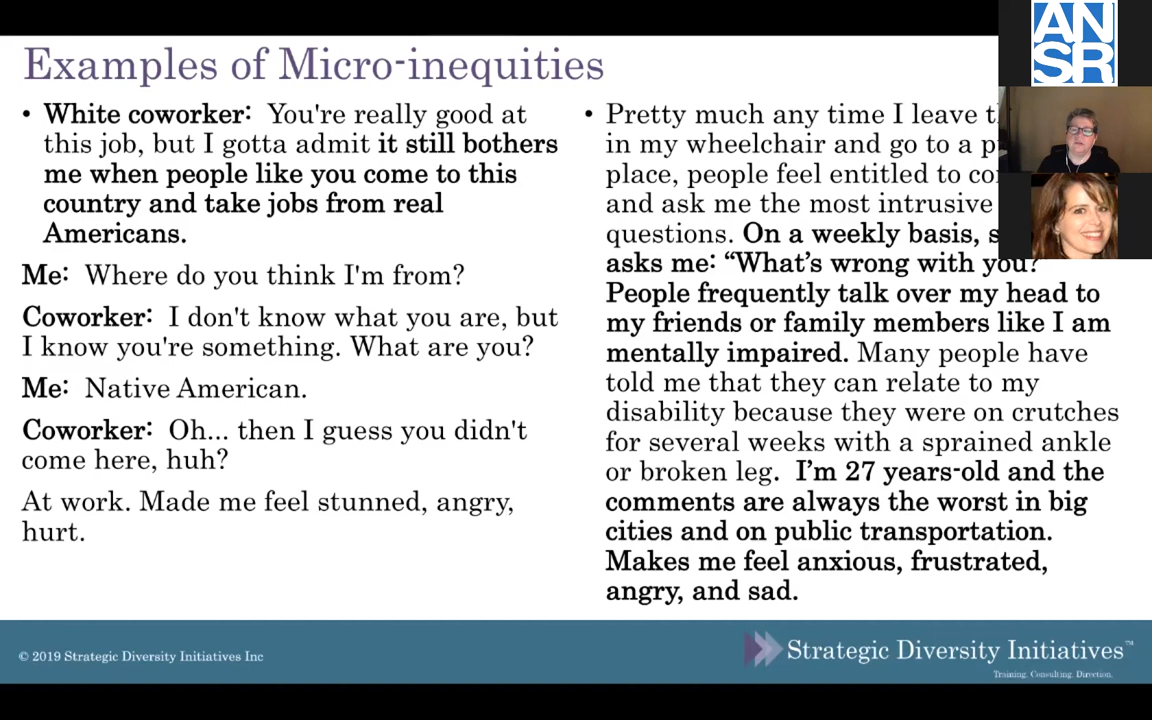 Examples of Micro-inequities
• White coworker: You're really good at
this job, but I gotta admit it still bothers
me when people like you come to this
country and take jobs from real
Americans.
Me: Where do you think I'm from?
Coworker: I don't know what you are, but
I know you're something. What are you?
Me: Native American.
Coworker: Oh... then I guess you didn't
come here, huh?
At work. Made me feel stunned, angry,
hurt.
• Pretty much any time I leave
in my wheelchair and go to a
place, people feel entitled to
and ask me the most intrusive
questions. On a weekly basis,
asks me: “What’s wrong with you?
People frequently talk over my head to
my friends or family members like I am
mentally impaired. Many people have
told me that they can relate to my
disability because they were on crutches
for several weeks with a sprained ankle
or broken leg. I’m 27 years-old and the
comments are always the worst in big
cities and on public transportation.
Makes me feel anxious, frustrated,
angry, and sad.
AN
SR
© 2019 Strategic Diversity Initiatives Inc
Strategic Diversity Initiatives™
Training. Consulting. Direction.